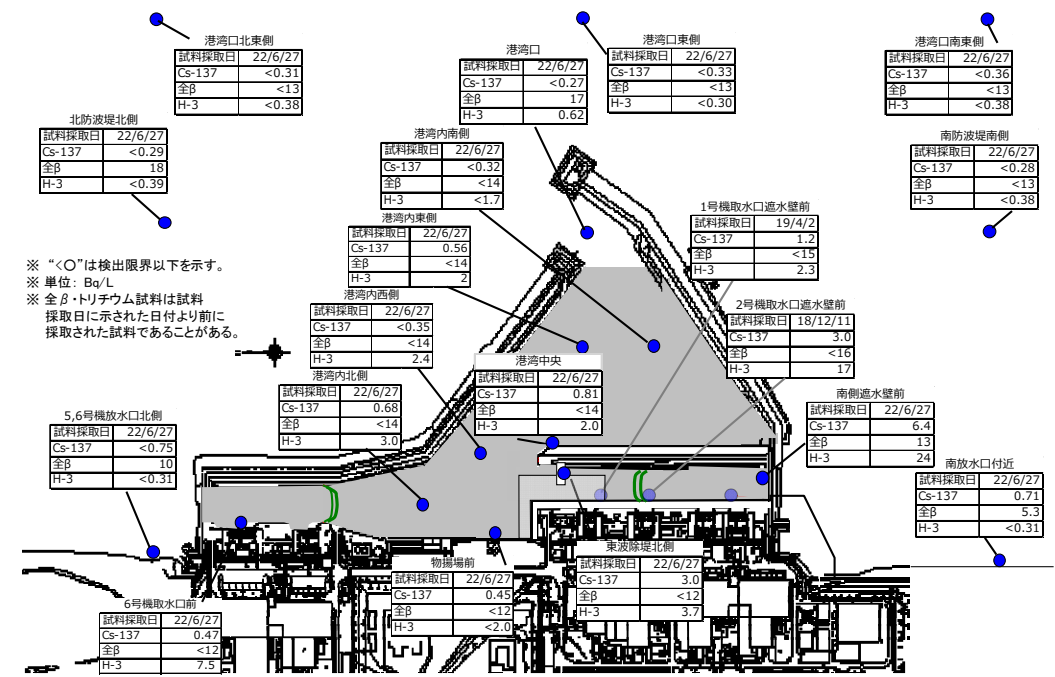 港湾口北東側
試料採取日 22/6/27
Cs-137 <0.31
全β <13
H-3 <0.38
港湾口
試料採取日 22/6/27
Cs-137 <0.27
全β 17
H-3 0.62
港湾口東側
試料採取日 22/6/27
Cs-137 <0.33
全β <13
H-3 <0.30
港湾口南東側
試料採取日 22/6/27
Cs-137 <0.36
全β <13
H-3 <0.38
北防波堤北側
試料採取日 22/6/27
Cs-137 <0.29
全β 18
H-3 <0.39
港湾内南側
試料採取日 22/6/27
Cs-137 <0.32
全β <14
H-3 <1.7
南防波堤南側
試料採取日 22/6/27
Cs-137 <0.28
全β <13
H-3 <0.38
1号機取水口遮水壁前
試料採取日 19/4/2
Cs-137 1.2
全β <15
H-3 2.3
港湾内東側
試料採取日 22/6/27
Cs-137 0.56
全β <14
H-3 2
※ “<〇”は検出限界以下を示す。
※ 単位: Bq/L
※ 全β・トリチウム試料は試料
採取日に示された日付より前に
採取された試料であることがある。
港湾内西側
試料採取日 22/6/27
Cs-137 <0.35
全β <14
H-3 2.4
2号機取水口遮水壁前
試料採取日 18/12/11
Cs-137 3.0
全β <16
H-3 17
港湾中央
試料採取日 22/6/27
Cs-137 0.81
全β <14
H-3 2.0
港湾内北側
試料採取日 22/6/27
Cs-137 0.68
全β <14
H-3 3.0
南側遮水壁前
試料採取日 22/6/27
Cs-137 6.4
全β 13
H-3 24
5,6号機放水口北側
試料採取日 22/6/27
Cs-137 <0.75
全β 10
H-3 <0.31
南放水口付近
試料採取日 22/6/27
Cs-137 0.71
全β 5.3
H-3 <0.31
東波除堤北側
試料採取日 22/6/27
Cs-137 3.0
全β <12
H-3 3.7
物揚場前
試料採取日 22/6/27
Cs-137 0.45
全β <12
H-3 <2.0
6号機取水口前
試料採取日 22/6/27
Cs-137 0.47
全β <12
H-3 7.5